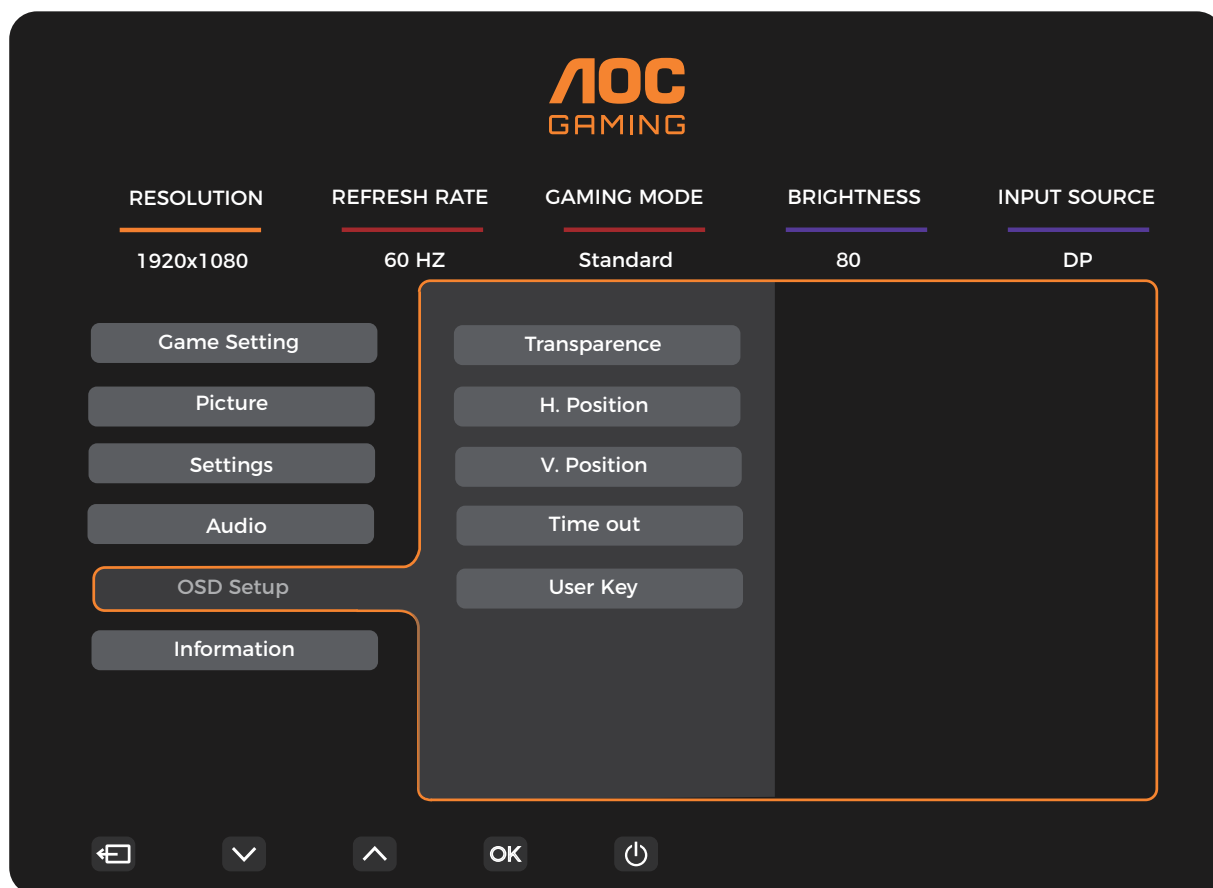 AOC
GAMING
RESOLUTION REFRESH RATE GAMING MODE BRIGHTNESS INPUT SOURCE
1920x1080 60 HZ Standard 80 DP
Game Setting Transparence
Picture H. Position
Settings V. Position
Audio Time out
OSD Setup User Key
Information
OK